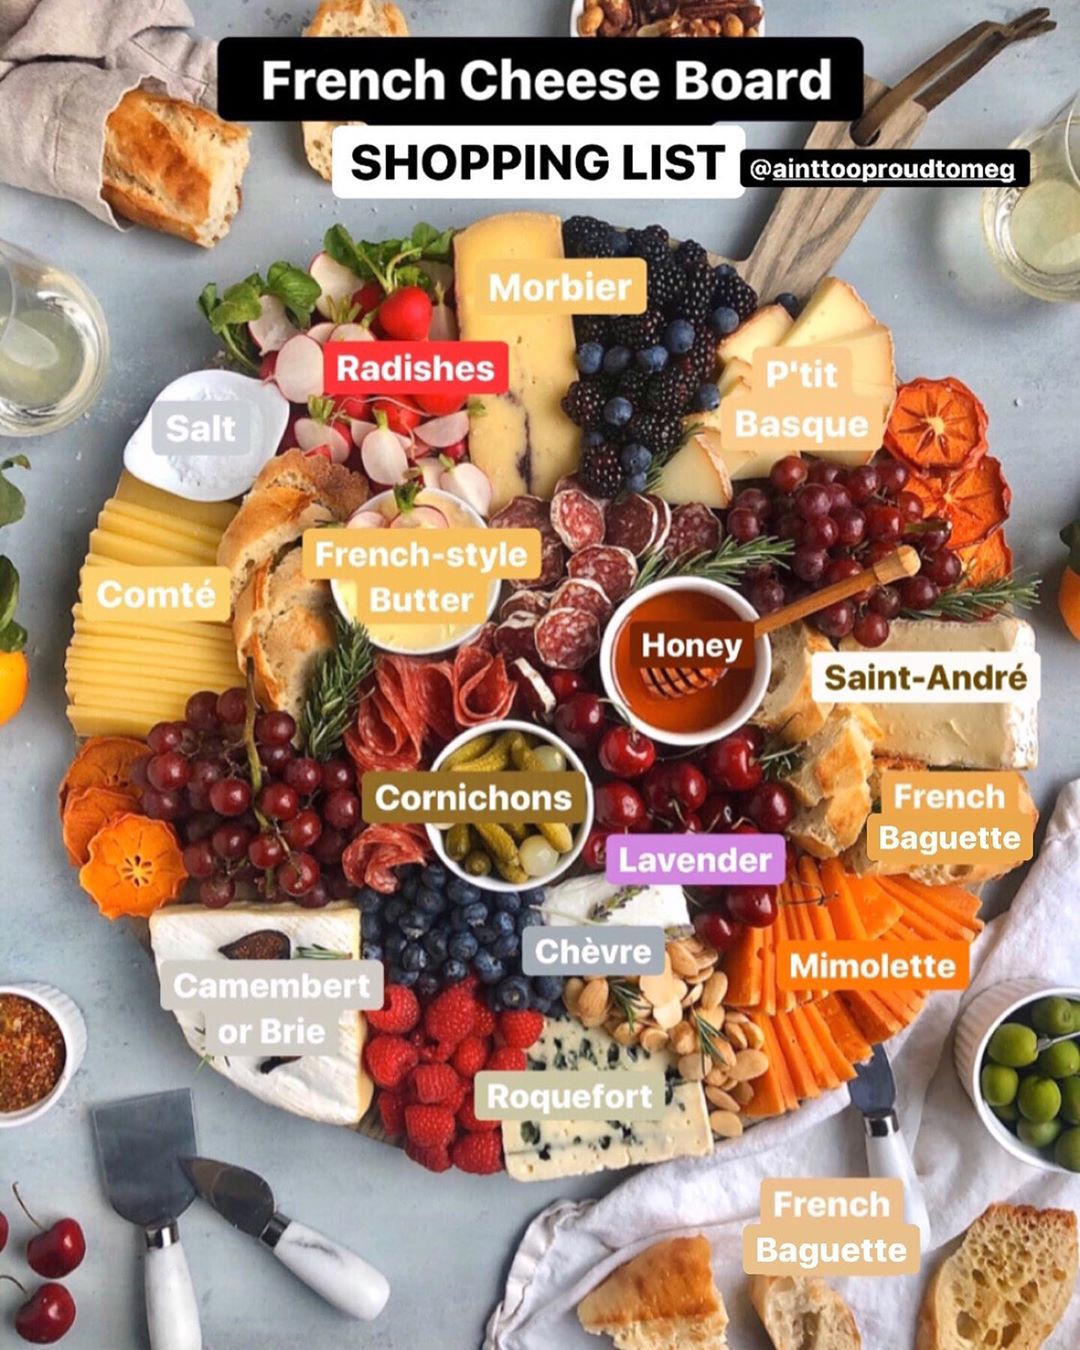 French Cheese Board
SHOPPING LIST
@ainttooproudtomeg
Morbier
Radishes
P'tit
Basque
Salt
French-style
Butter
Comté
Honey
Saint-André
Cornichons
French
Baguette
Lavender
Chèvre
Mimolette
Camembert
or Brie
Roquefort
French
Baguette